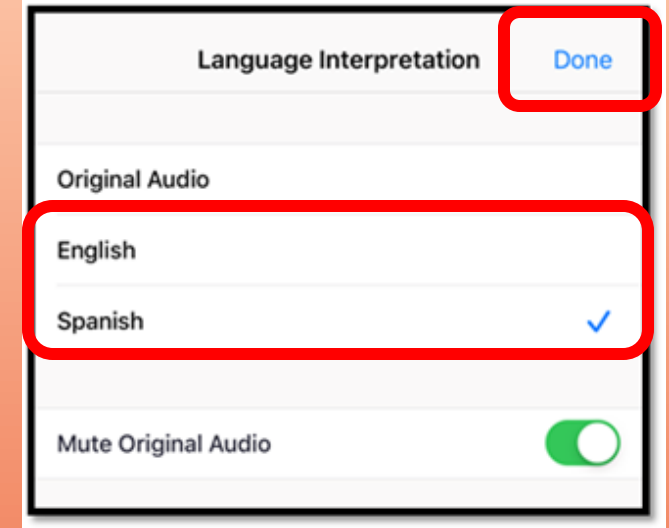 Language Interpretation Done
Original Audio
English
Spanish
Mute Original Audio